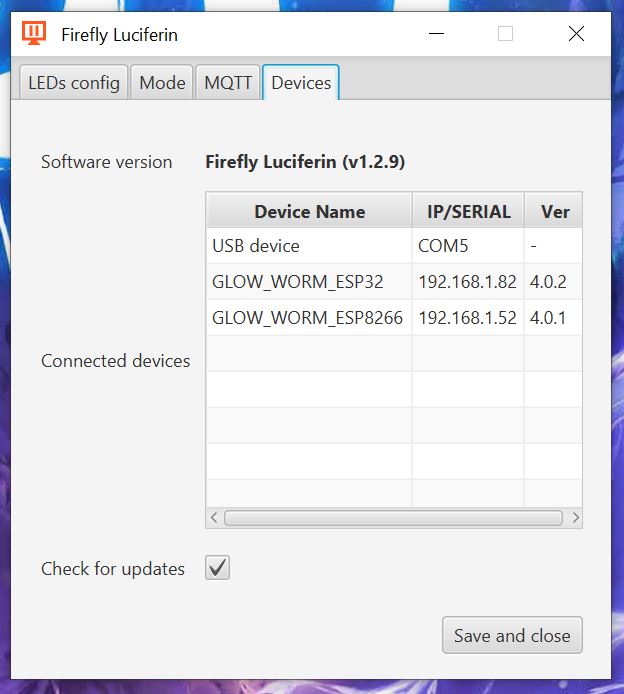 Firefly Luciferin
LEDs config Mode MQTT Devices
Software version Firefly Luciferin (v1.2.9)
Device Name IP/SERIAL Ver
USB device COM5 -
GLOW_WORM_ESP32 192.168.1.82 4.0.2
GLOW_WORM_ESP8266 192.168.1.52 4.0.1
Connected devices
Check for updates
Save and close